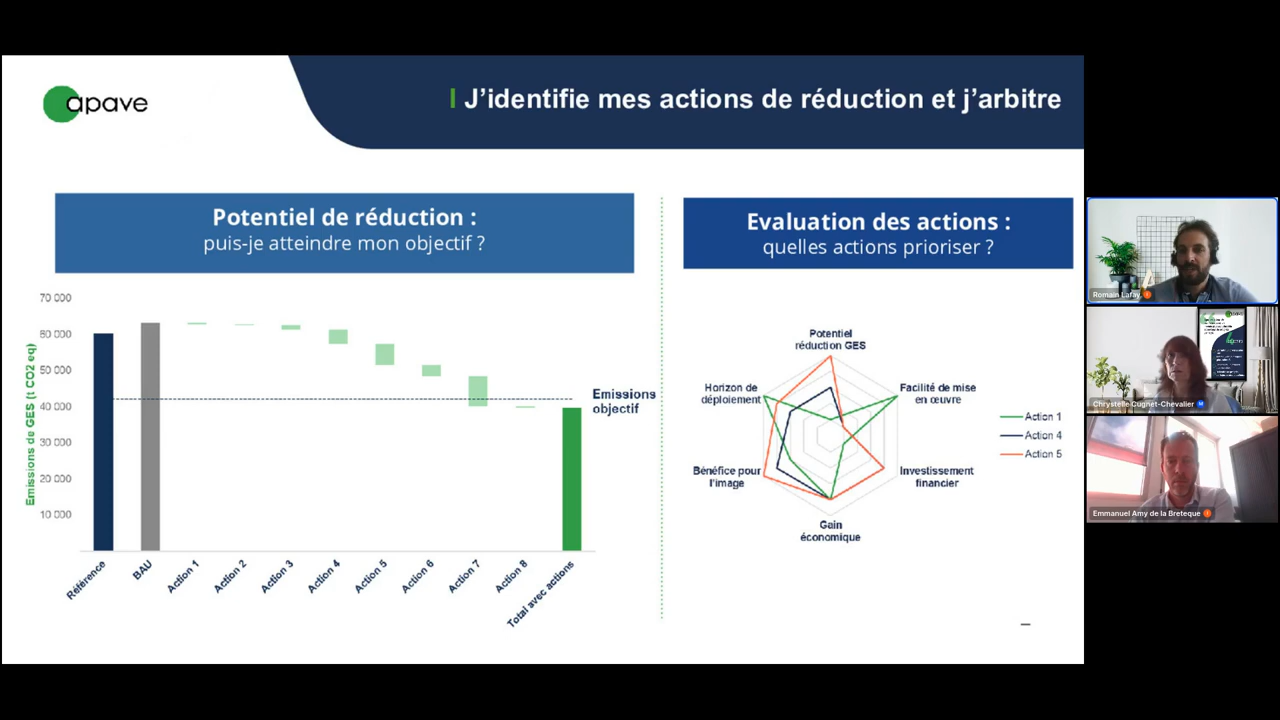 apave
I J'identifie mes actions de réduction et j'arbitre
Potentiel de réduction :
puis-je atteindre mon objectif ?
Evaluation des actions :
quelles actions prioriser ?
Emissions de GES (t CO2 eq)
70 000
60 000
50 000
40 000
30 000
20 000
10 000
Emissions
objectif
Référence
BAU
Action 1
Action 2
Action 3
Action 4
Action 5
Action 6
Action 7
Action 8
Total avec actions
Potentiel
réduction GES
Facilité de mise
en œuvre
Investissement
financier
Gain
économique
Bénéfice pour
l'image
Horizon de
déploiement
Action 1
Action 4
Action 5
Romain Lafay
Chrystelle Cugnet-Chevalier
Emmanuel Amy de la Breteque